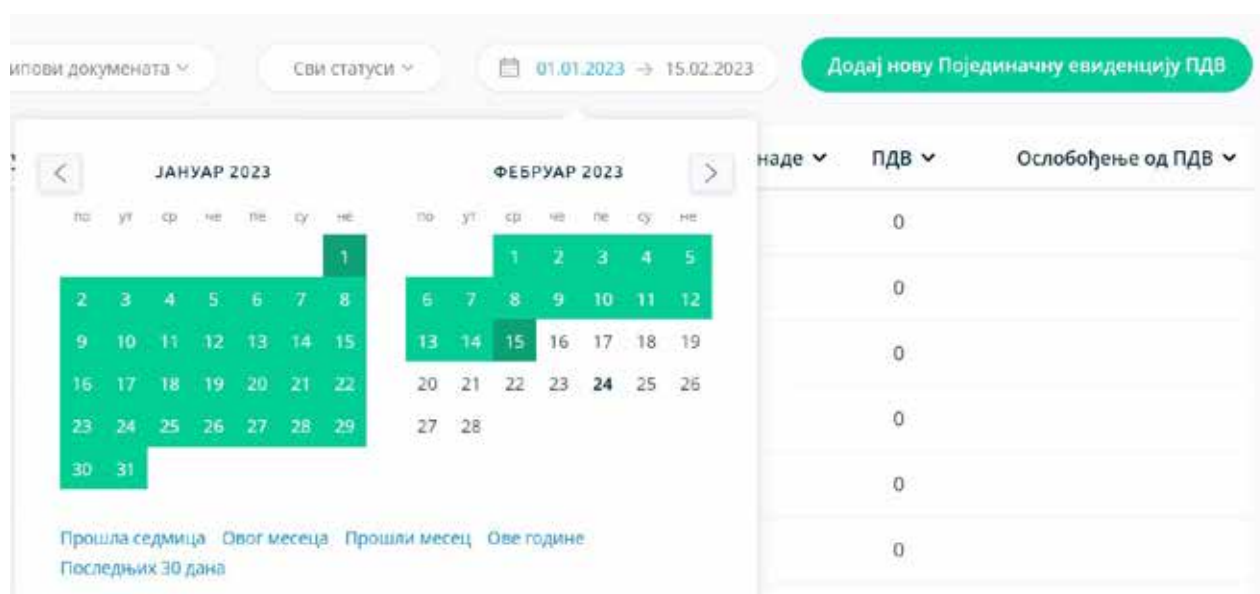 ипови докумената
Сви статуси
01.01.2023 → 15.02.2023
Додај нову Појединачну евиденцију ПДВ
наде
ПДВ
Ослобођење од ПДВ
ЈАНУАР 2023
по ут ср че пе су не
1
2 3 4 5 6 7 8
9 10 11 12 13 14 15
16 17 18 19 20 21 22
23 24 25 26 27 28 29
30 31
ФЕБРУАР 2023
по ут ср че пе су не
1 2 3 4 5
6 7 8 9 10 11 12
13 14 15 16 17 18 19
20 21 22 23 24 25 26
27 28
Прошла седмица Овог месеца Прошли месец Ове године
Последњих 30 дана
0
0
0
0
0
0